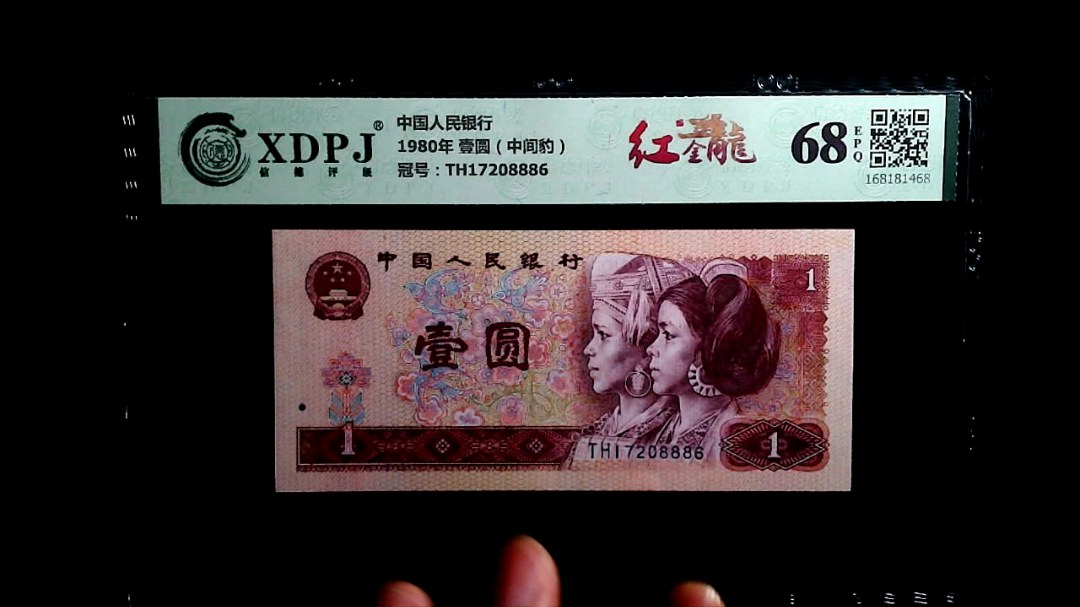 XDPJ®
信德评级
中国人民银行
1980年 壹圆（中间豹）
冠号：TH17208886
红金龍
68
EPQ
168181468
中国人民银行
1
壹圆
1
1
TH17208886